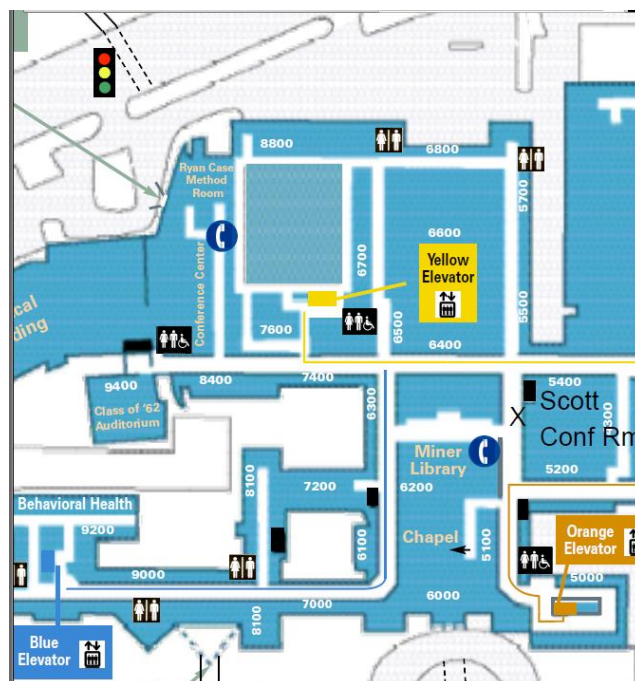 8800
6800
Ryan Case
Method
Room
5700
Conference Center
6700
6600
Yellow
Elevator
5500
6500
7600
6400
9400
8400
7400
5400
Class of '62
Auditorium
6300
X Scott
Conf Rm
Miner
Library
5200
8100
7200
6200
Behavioral Health
9200
6100
Chapel
5100
Orange
Elevator
9000
5000
7000
6000
8100
Blue
Elevator